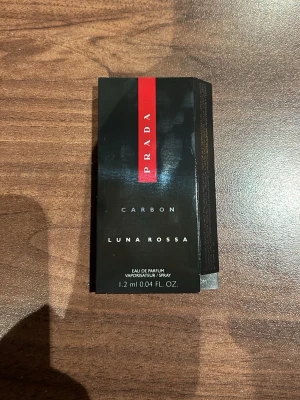 PRADA
CARBON
LUNA ROSSA
EAU DE PARFUM
VAPORISATEUR / SPRAY
1.2 ml 0.04 FL. OZ.